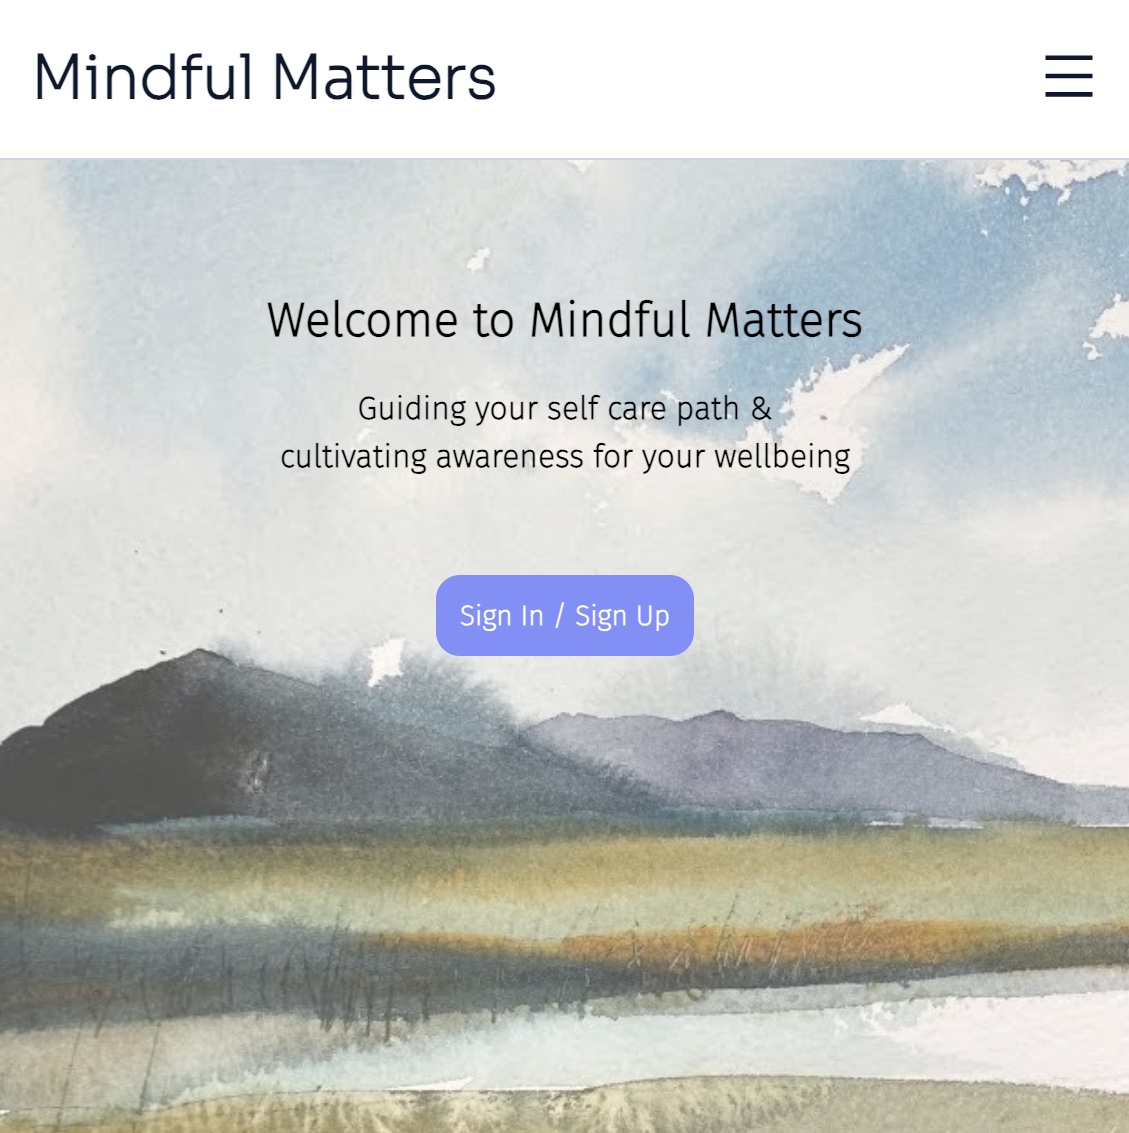 Mindful Matters
Welcome to Mindful Matters
Guiding your self care path &
cultivating awareness for your wellbeing
Sign In / Sign Up